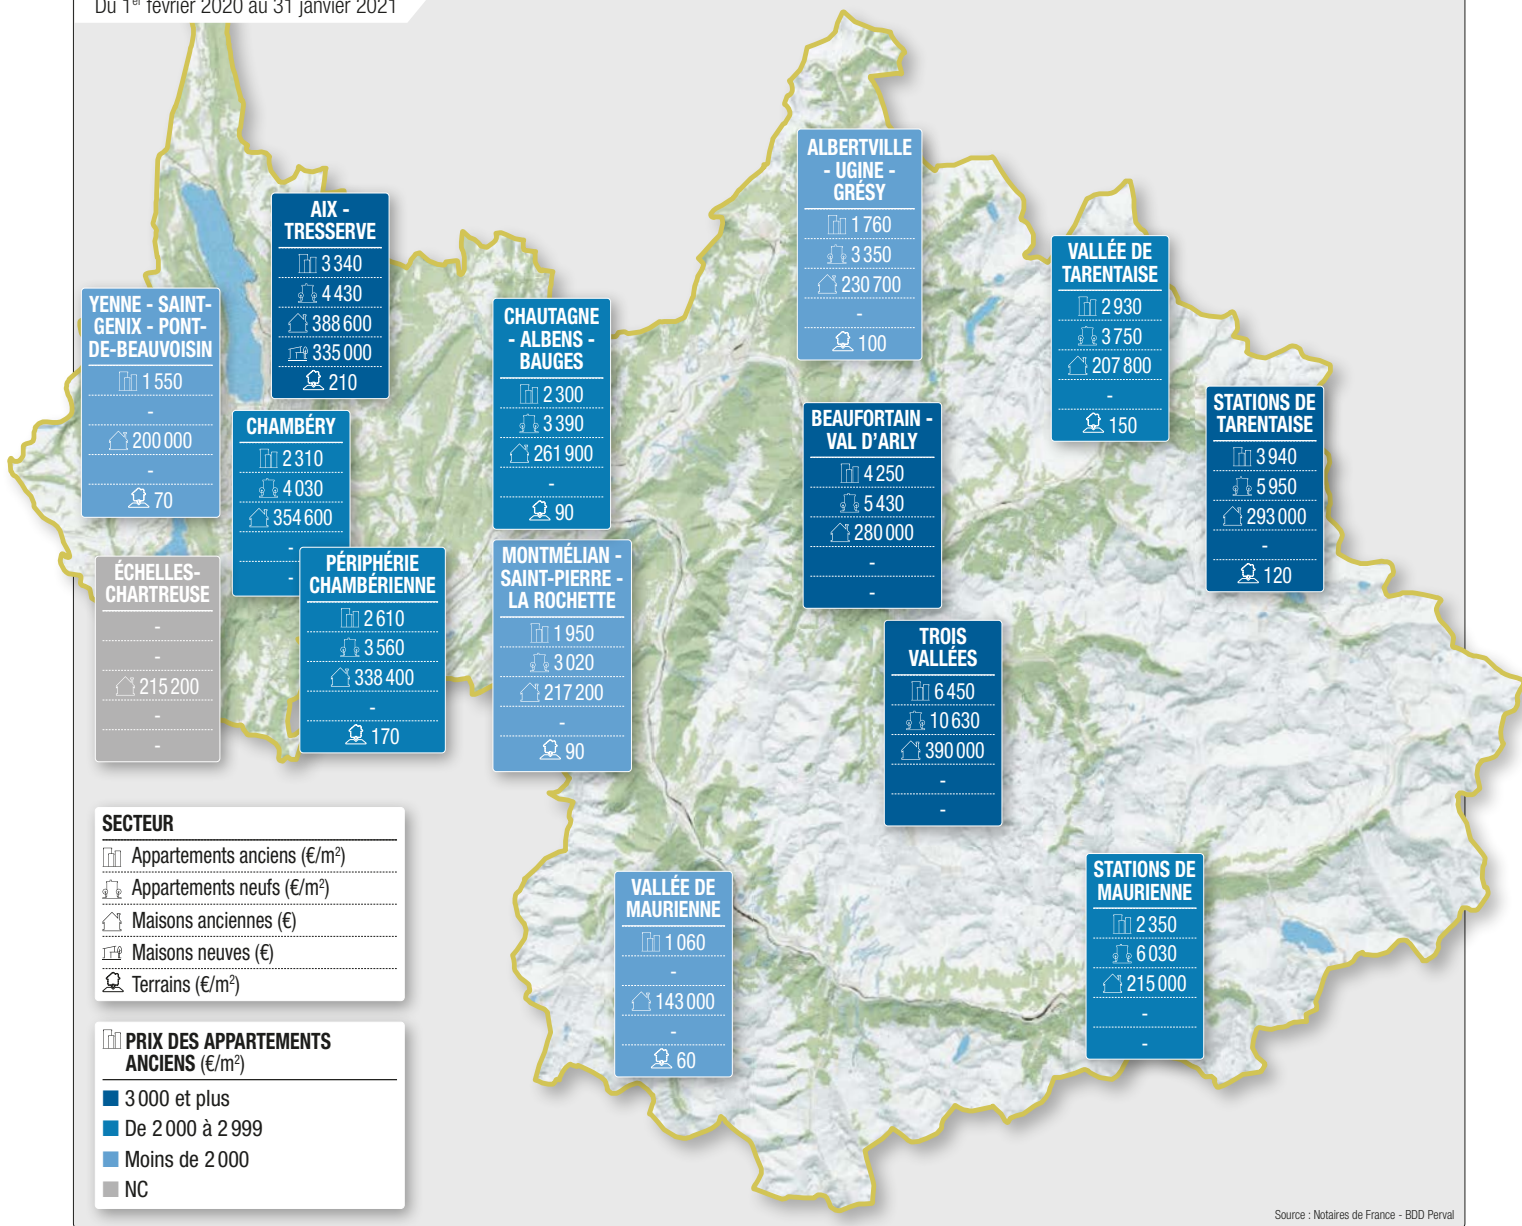 Du 1er février 2020 au 31 janvier 2021
ALBERTVILLE
- UGINE -
GRÉSY
1 760
3 350
230 700
-
100
AIX -
TRESSERVE
3 340
4 430
388 600
335 000
210
VALLÉE DE
TARENTAISE
2 930
3 750
207 800
-
150
YENNE - SAINT-
GENIX - PONT-
DE-BEAUVOISIN
1 550
-
200 000
-
70
CHAUTAGNE
- ALBENS -
BAUGES
2 300
3 390
261 900
-
90
STATIONS DE
TARENTAISE
3 940
5 950
293 000
-
120
BEAUFORTAIN -
VAL D'ARLY
4 250
5 430
280 000
-
-
CHAMBÉRY
2 310
4 030
354 600
-
-
PÉRIPHÉRIE
CHAMBÉRIENNE
2 610
3 560
338 400
-
170
MONTMÉLIAN -
SAINT-PIERRE -
LA ROCHETTE
1 950
3 020
217 200
-
90
ÉCHELLES-
CHARTREUSE
-
-
215 200
-
-
TROIS
VALLÉES
6 450
10 630
390 000
-
-
VALLÉE DE
MAURIENNE
1 060
-
143 000
-
60
STATIONS DE
MAURIENNE
2 350
6 030
215 000
-
-
SECTEUR
Appartements anciens (€/m²)
Appartements neufs (€/m²)
Maisons anciennes (€)
Maisons neuves (€)
Terrains (€/m²)
PRIX DES APPARTEMENTS
ANCIENS (€/m²)
3 000 et plus
De 2 000 à 2 999
Moins de 2 000
NC
Source : Notaires de France - BDD Perval